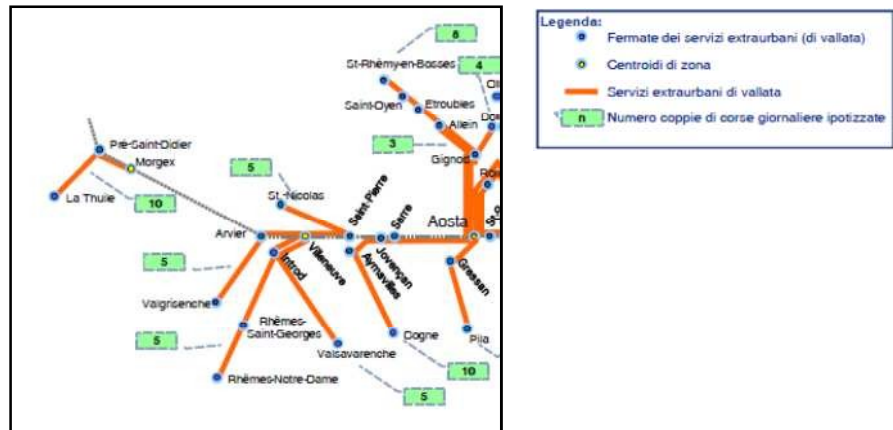 6
St-Rhémy-en-Bosses
4
Saint-Oyen
Etroubles
Allein
3
Gignod
Pré-Saint-Didier
Morgex
5
La Thuile
10
St.-Nicolas
Saint-Pierre
Sarre
Aosta
Arvier
Villeneuve
Introd
Jovençan
Aymavilles
Gressan
5
Valgrisenche
Rhêmes-
Saint-Georges
5
Valsavarenche
Cogne
Pila
Rhêmes-Notre-Dame
10
5
Legenda:
Fermate dei servizi extraurbani (di vallata)
Centroidi di zona
Servizi extraurbani di vallata
n Numero coppie di corse giornaliere ipotizzate